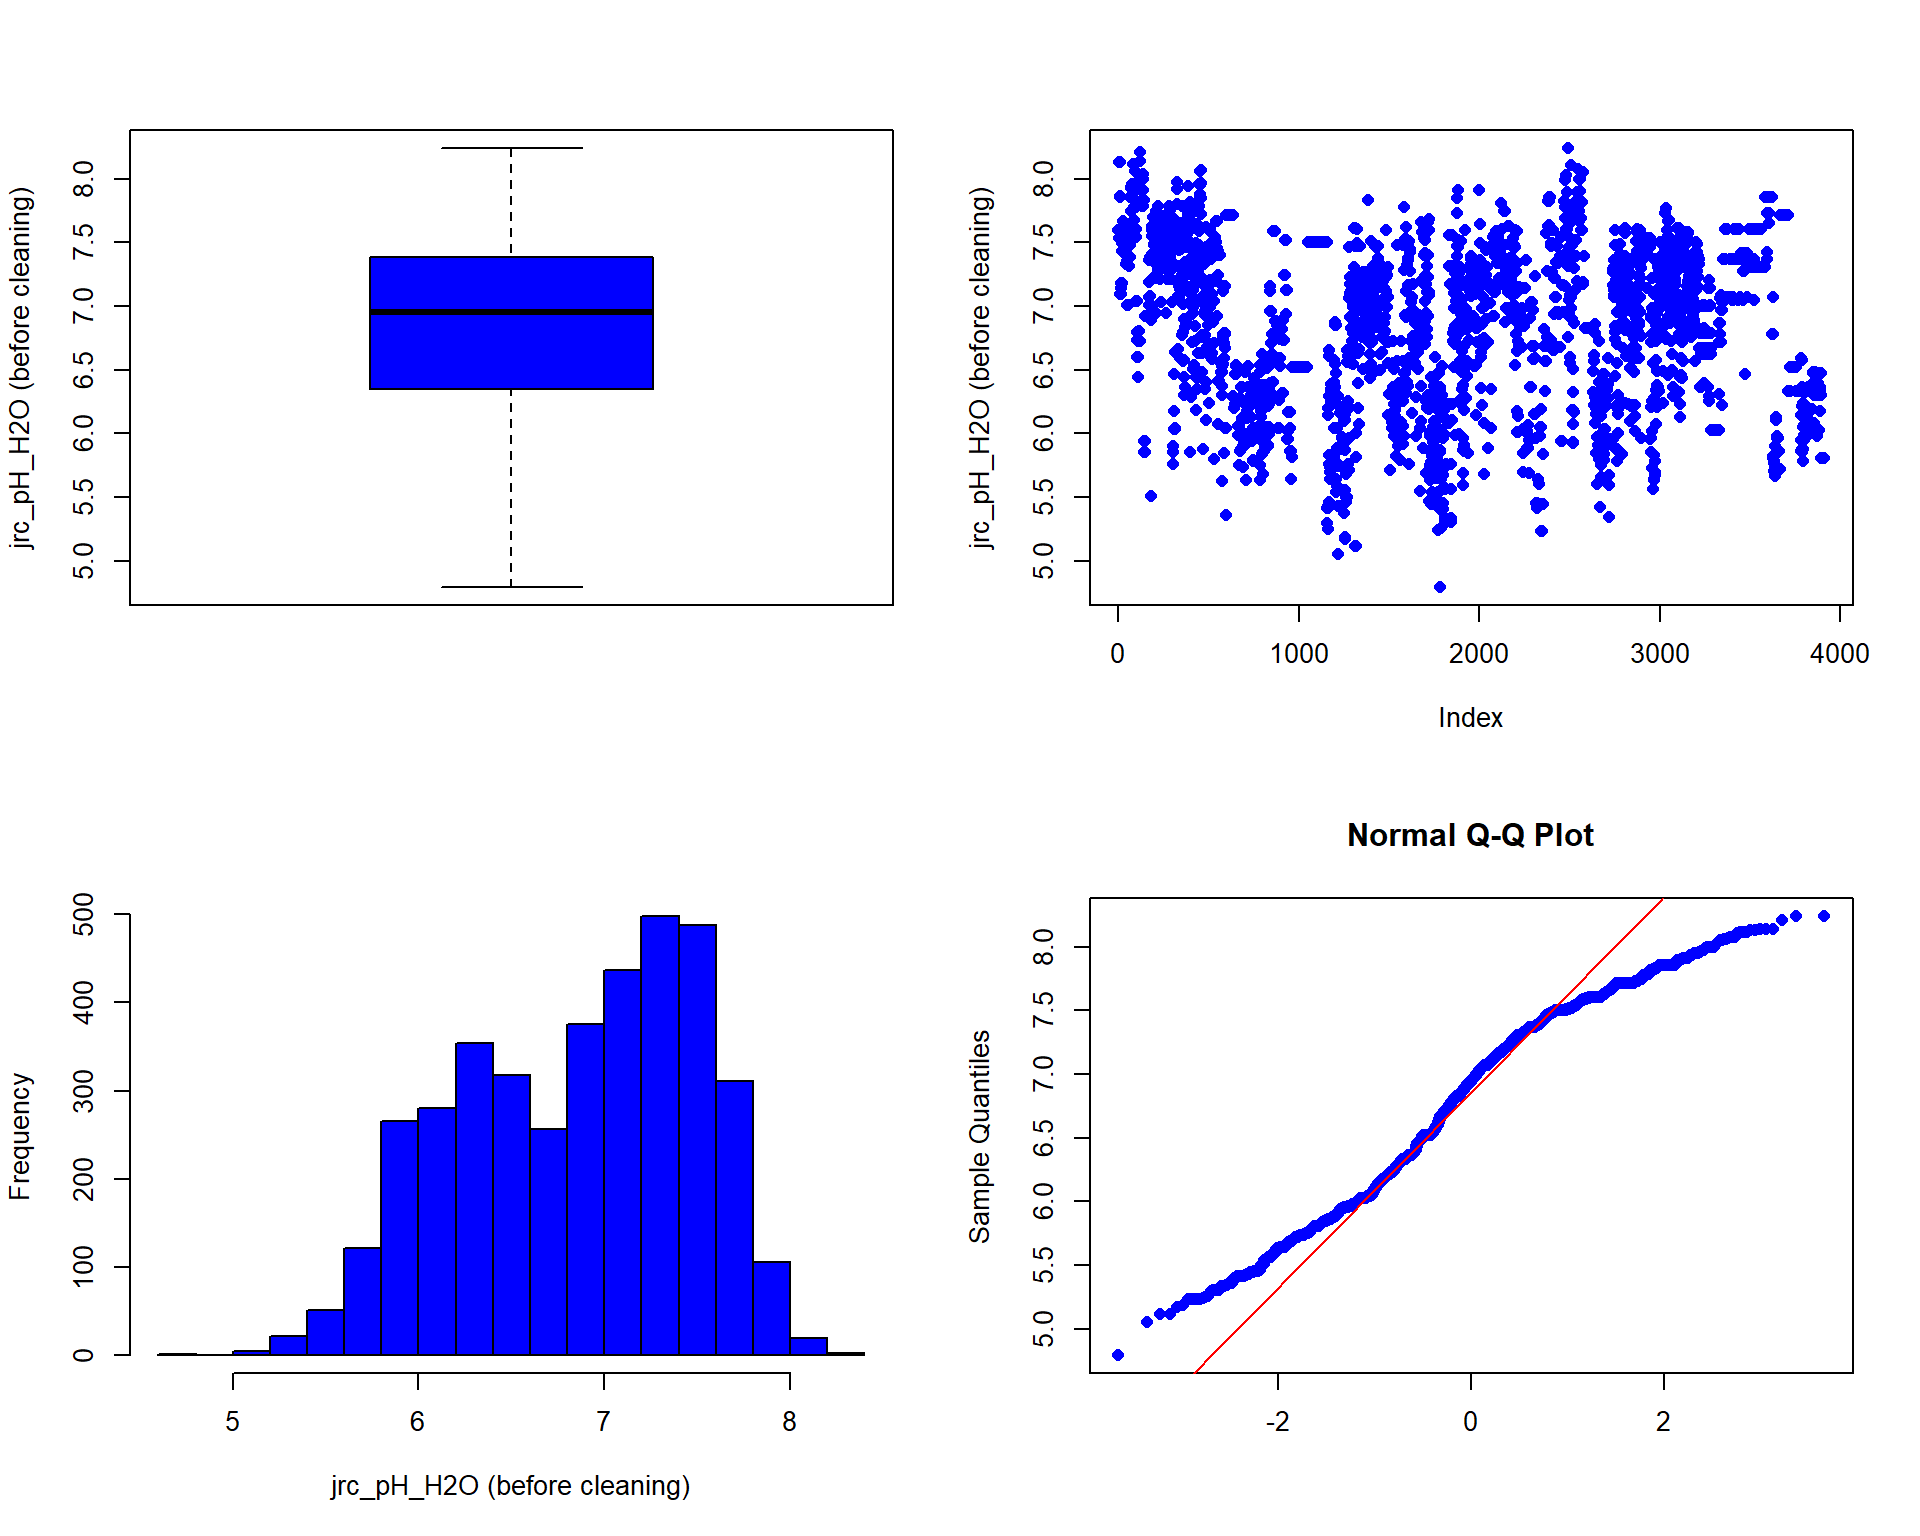 jrc_pH_H2O (before cleaning)
5.0 5.5 6.0 6.5 7.0 7.5 8.0
jrc_pH_H2O (before cleaning)
5.0 5.5 6.0 6.5 7.0 7.5 8.0
0 1000 2000 3000 4000
Index
Frequency
0 100 200 300 400 500
5 6 7 8
jrc_pH_H2O (before cleaning)
Normal Q-Q Plot
Sample Quantiles
5.0 5.5 6.0 6.5 7.0 7.5 8.0
-2 0 2